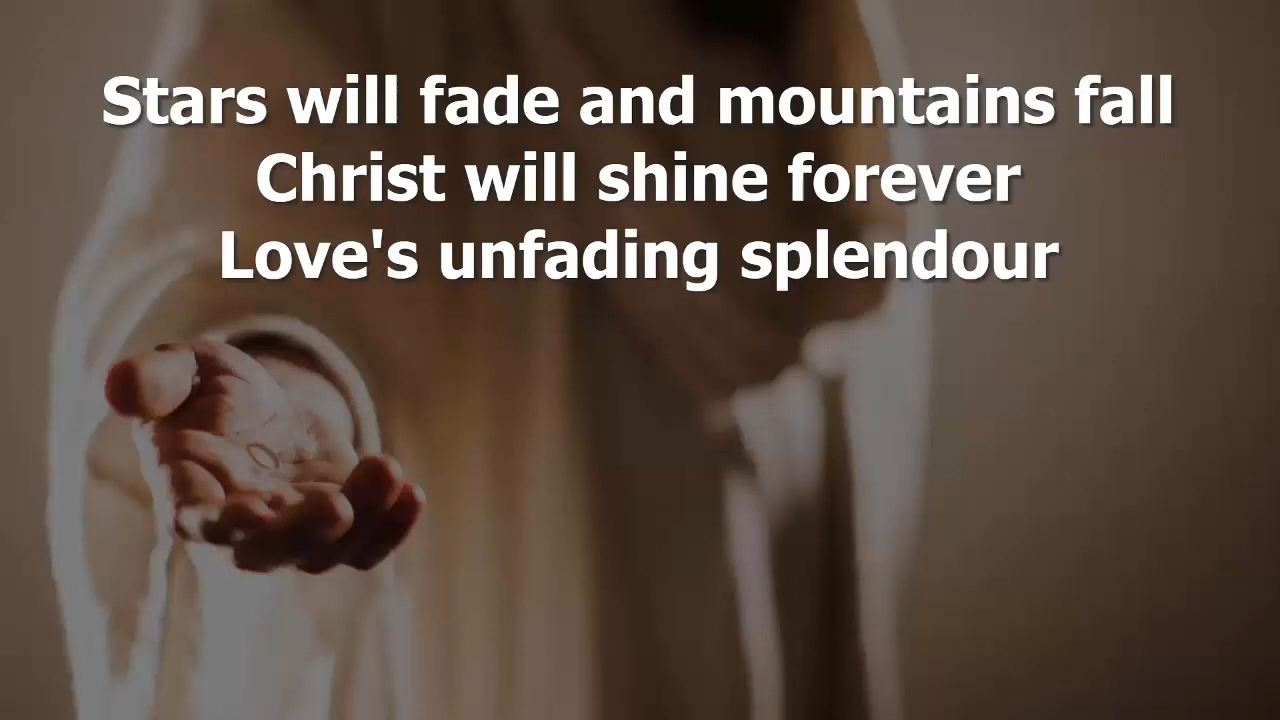 Stars will fade and mountains fall
Christ will shine forever
Love's unfading splendour